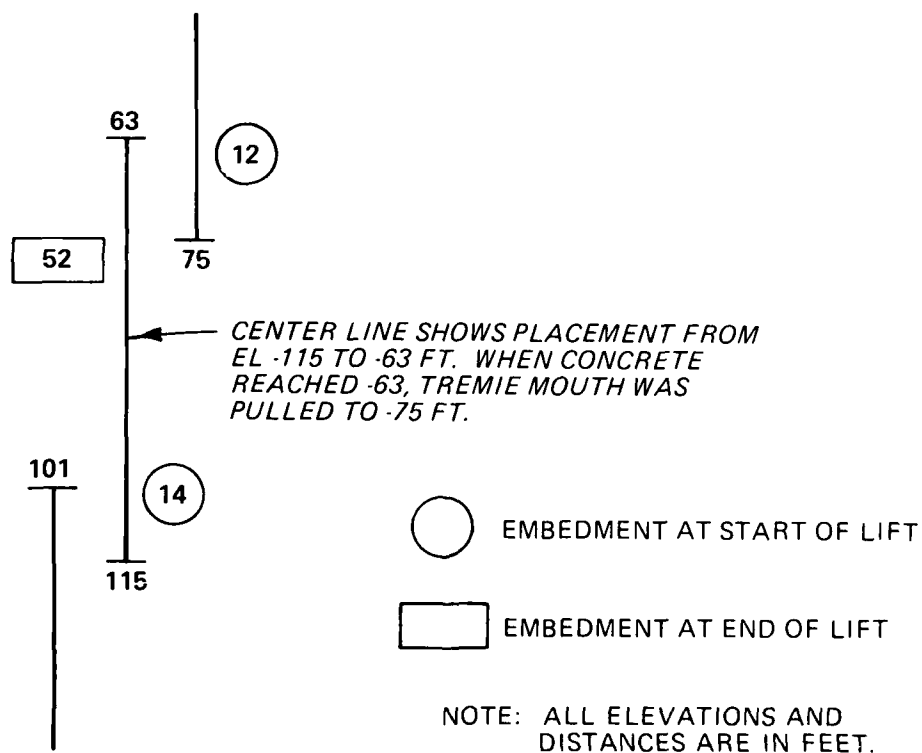 63
12
52
75
CENTER LINE SHOWS PLACEMENT FROM
EL -115 TO -63 FT. WHEN CONCRETE
REACHED -63, TREMIE MOUTH WAS
PULLED TO -75 FT.
101
14
115
EMBEDMENT AT START OF LIFT
EMBEDMENT AT END OF LIFT
NOTE: ALL ELEVATIONS AND
DISTANCES ARE IN FEET.